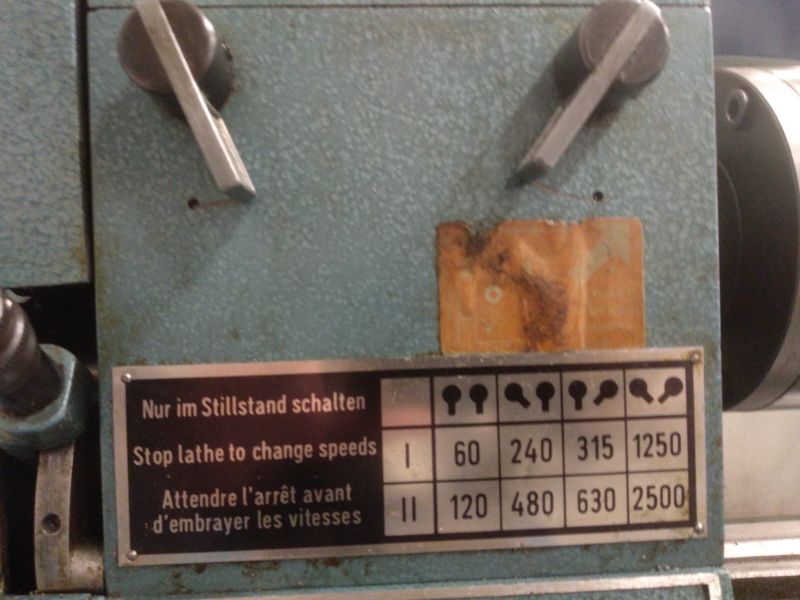 Nur im Stillstand schalten
Stop lathe to change speeds I 60 240 315 1250
Attendre l'arrêt avant
d'embrayer les vitesses II 120 480 630 2500